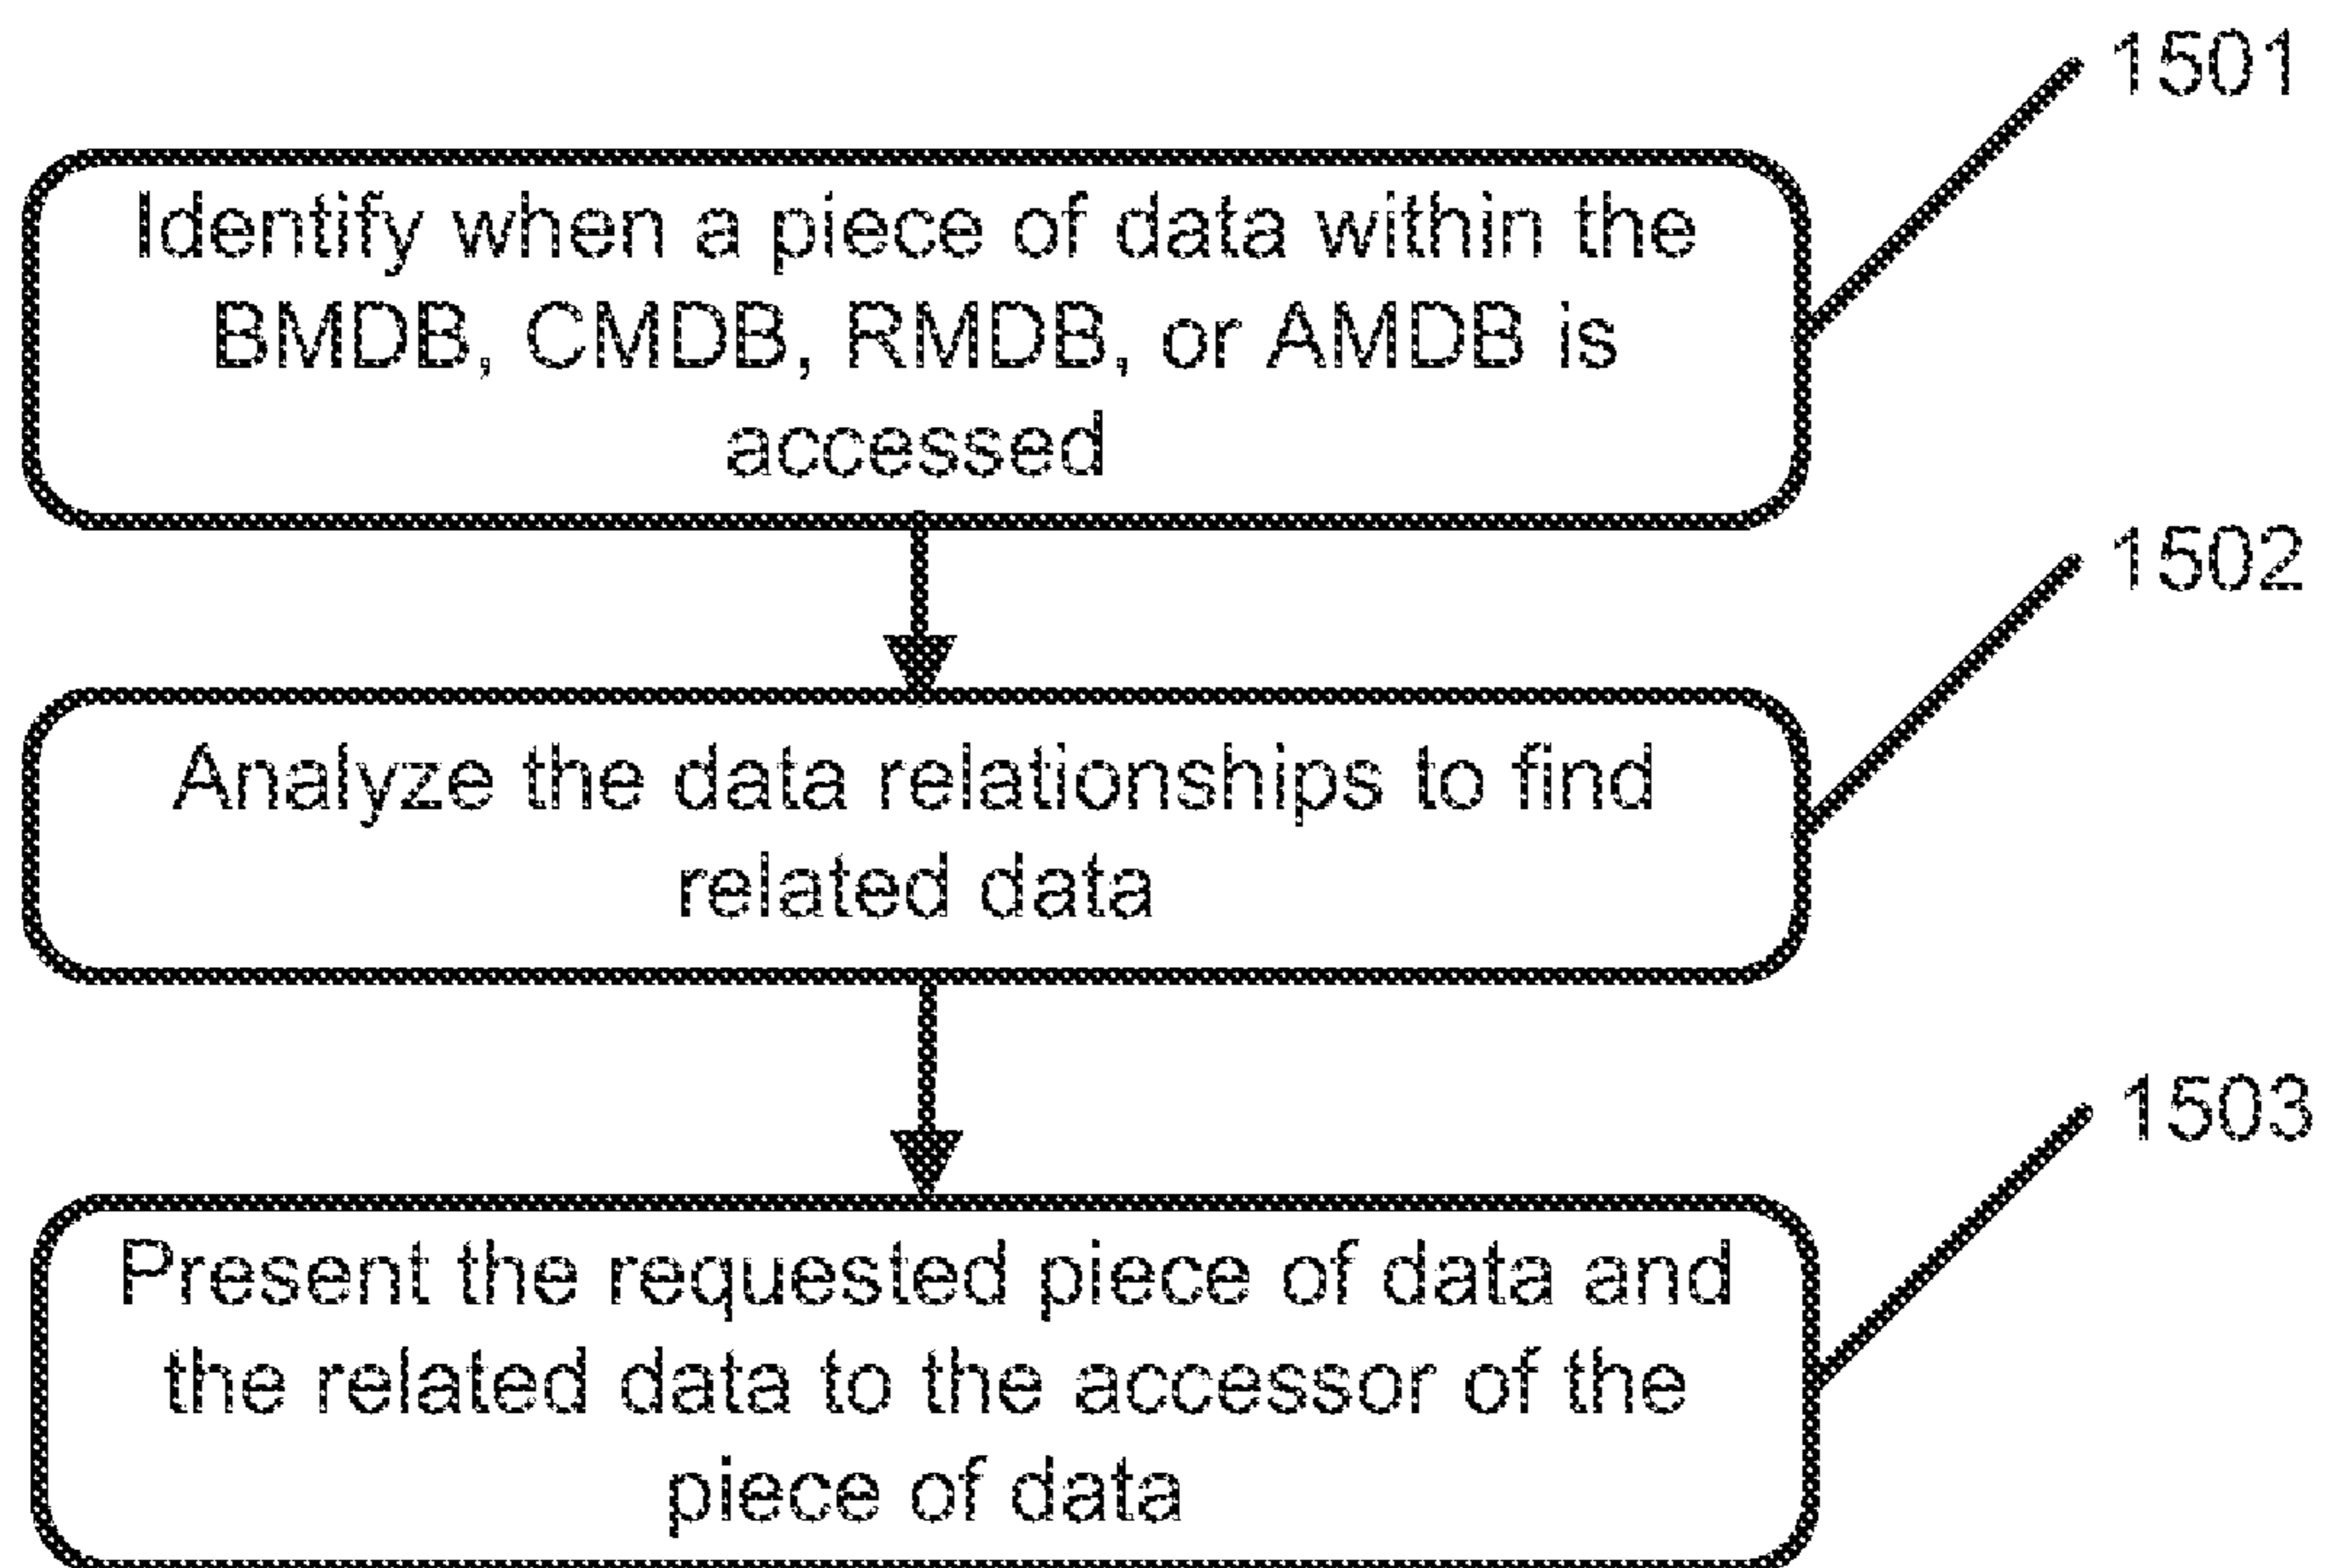 1501
Identify when a piece of data within the
BMDB, CMDB, RMDB, or AMDB is
accessed
1502
Analyze the data relationships to find
related data
1503
Present the requested piece of data and
the related data to the accessor of the
piece of data